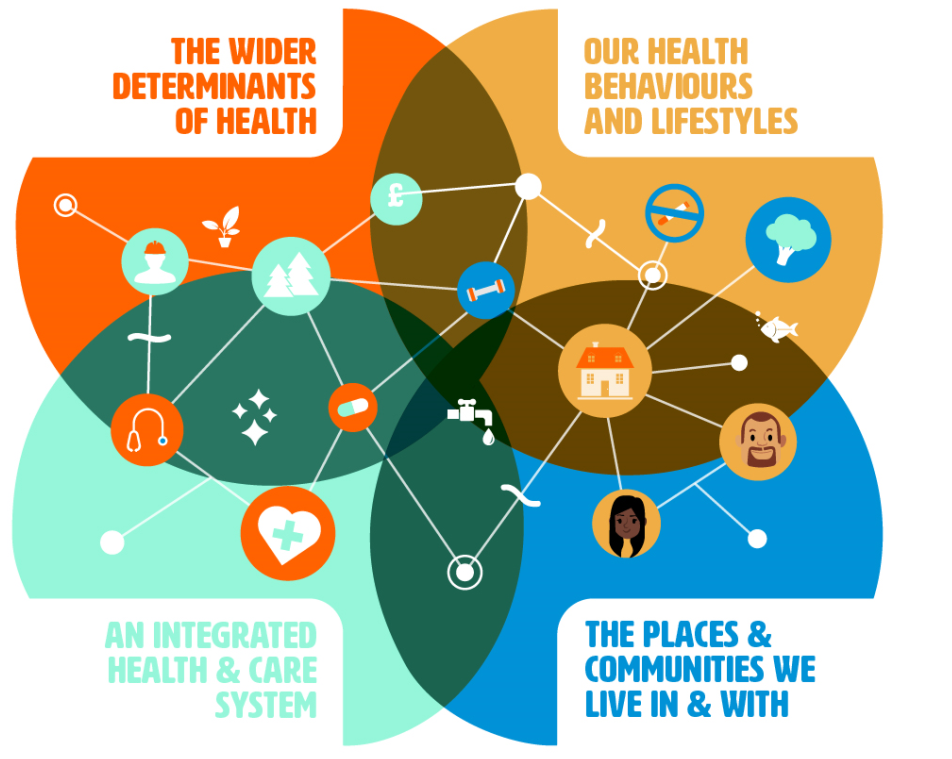 THE WIDER
DETERMINANTS
OF HEALTH
OUR HEALTH
BEHAVIOURS
AND LIFESTYLES
£
AN INTEGRATED
HEALTH & CARE
SYSTEM
THE PLACES &
COMMUNITIES WE
LIVE IN & WITH